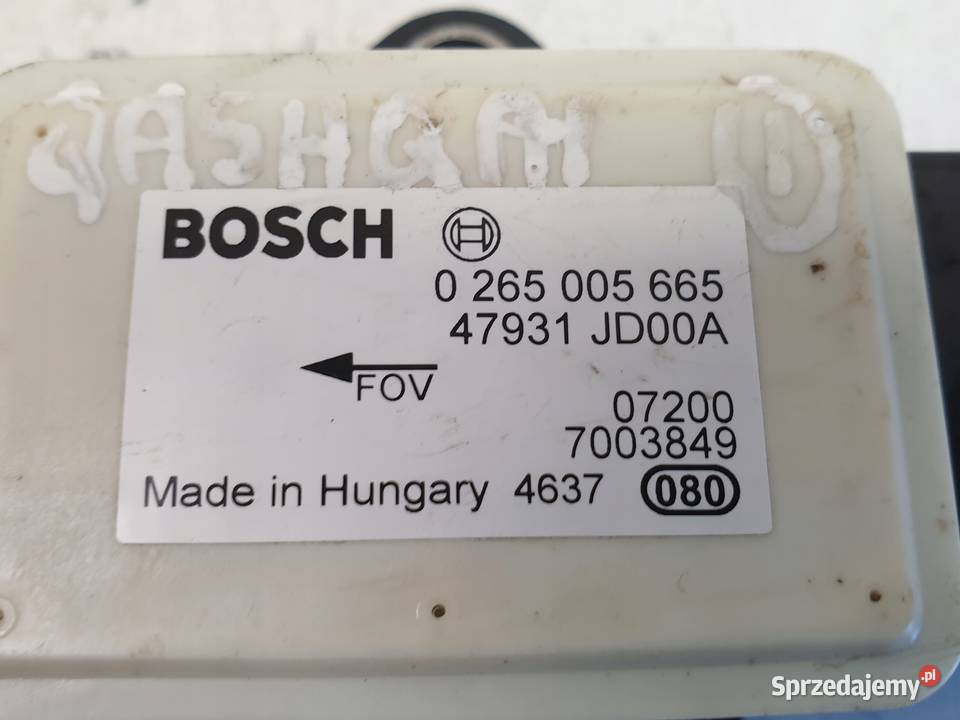 QASHQAI
BOSCH
0 265 005 665
47931 JD00A
FOV
07200
7003849
Made in Hungary 4637 080
Sprzedajemy.pl